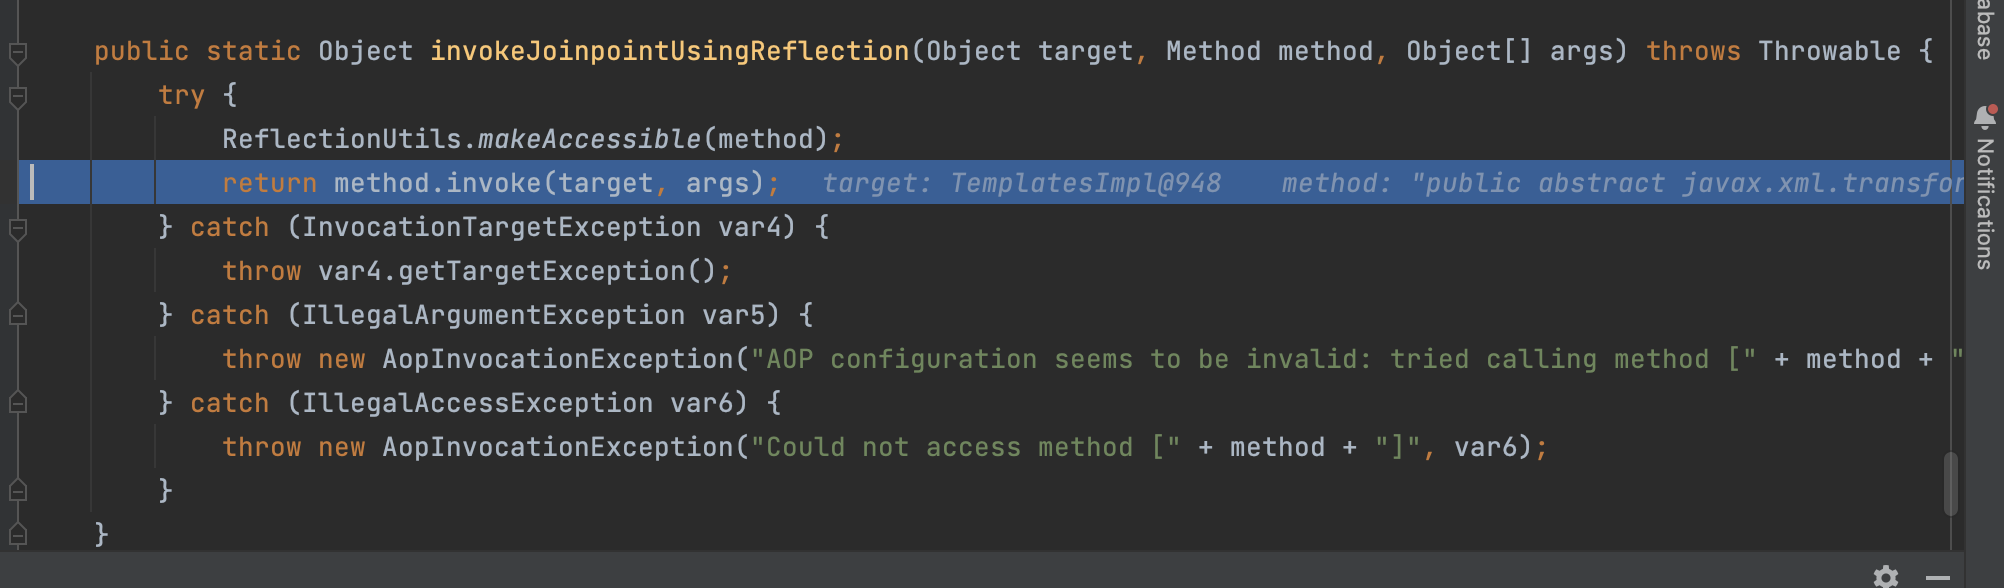 public static Object invokeJoinpointUsingReflection(Object target, Method method, Object[] args) throws Throwable {
try {
ReflectionUtils.makeAccessible(method);
return method.invoke(target, args);   target: TemplatesImpl@948    method: "public abstract javax.xml.transfor
} catch (InvocationTargetException var4) {
throw var4.getTargetException();
} catch (IllegalArgumentException var5) {
throw new AopInvocationException("AOP configuration seems to be invalid: tried calling method [" + method + "
} catch (IllegalAccessException var6) {
throw new AopInvocationException("Could not access method [" + method + "]", var6);
}
}
abase
Notifications